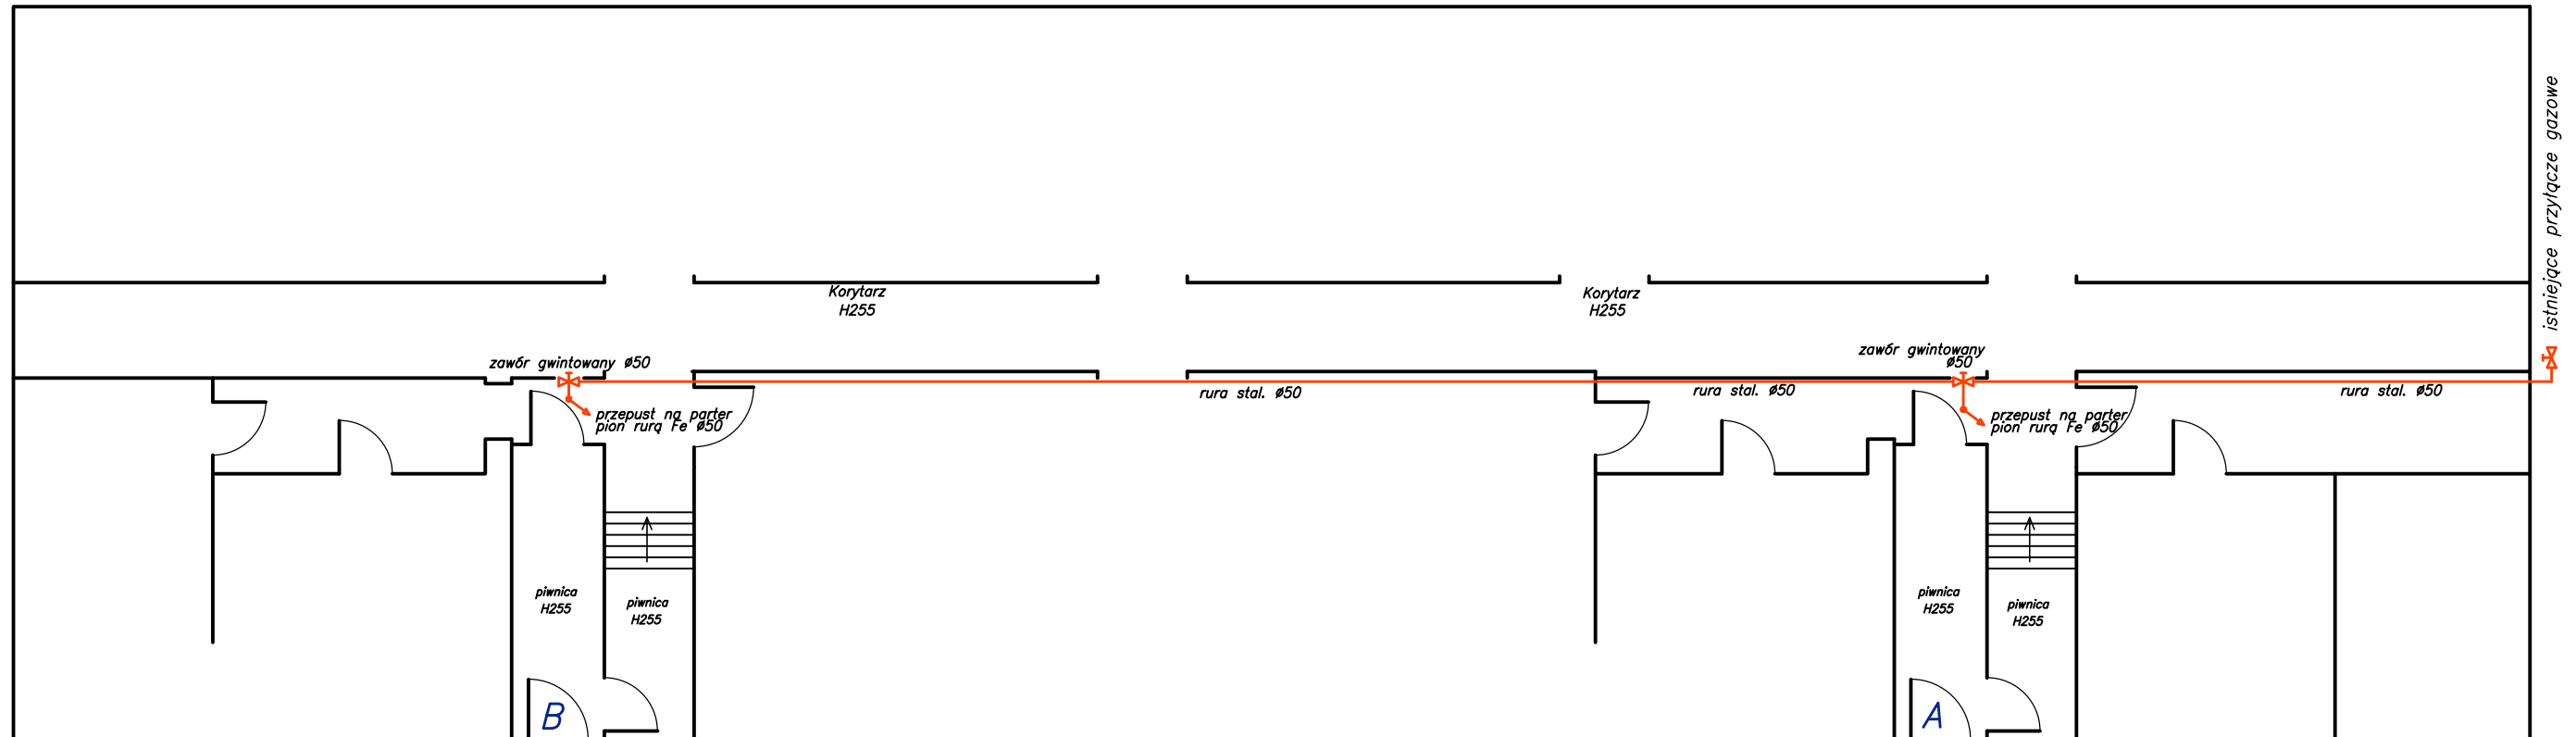 istniejące przyłącze gazowe
Korytarz
H255
Korytarz
H255
zawór gwintowany ø50
zawór gwintowany
ø50
rura stal. ø50
rura stal. ø50
rura stal. ø50
przepust na parter
pion rurą Fe ø50
przepust na parter
pion rurą Fe ø50
piwnica
H255
piwnica
H255
piwnica
H255
piwnica
H255
B
A